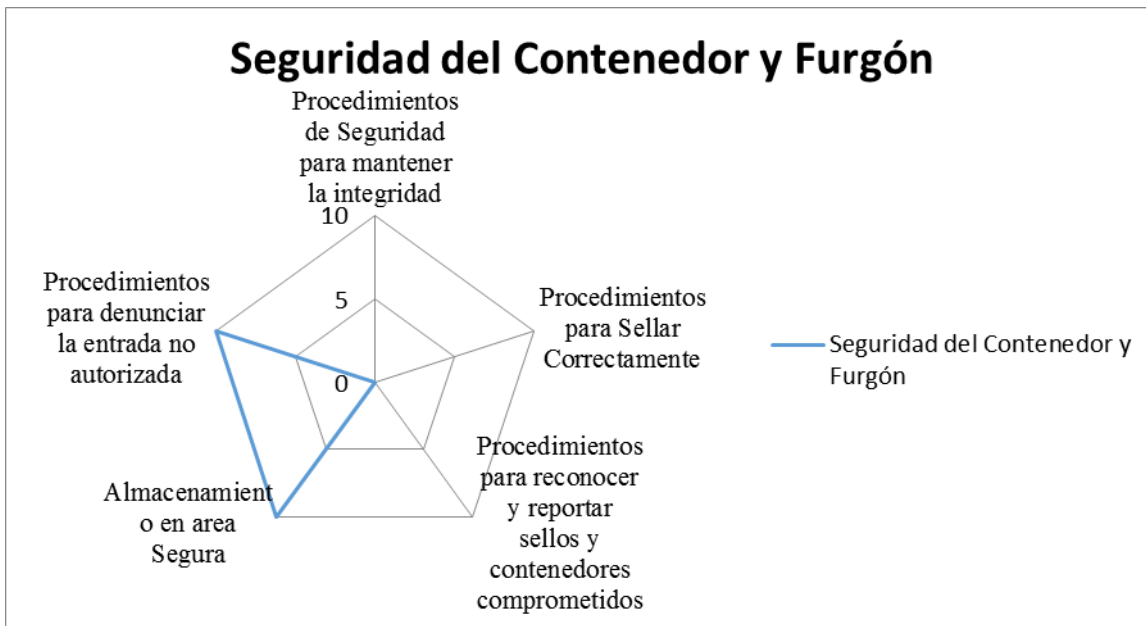 Seguridad del Contenedor y Furgón
Procedimientos
de Seguridad
para mantener
la integridad
10
5
0
Procedimientos
para Sellar
Correctamente
Procedimientos
para reconocer
y reportar
sellos y
contenedores
comprometidos
Almacenamient
o en area
Segura
Procedimientos
para denunciar
la entrada no
autorizada
Seguridad del Contenedor y
Furgón